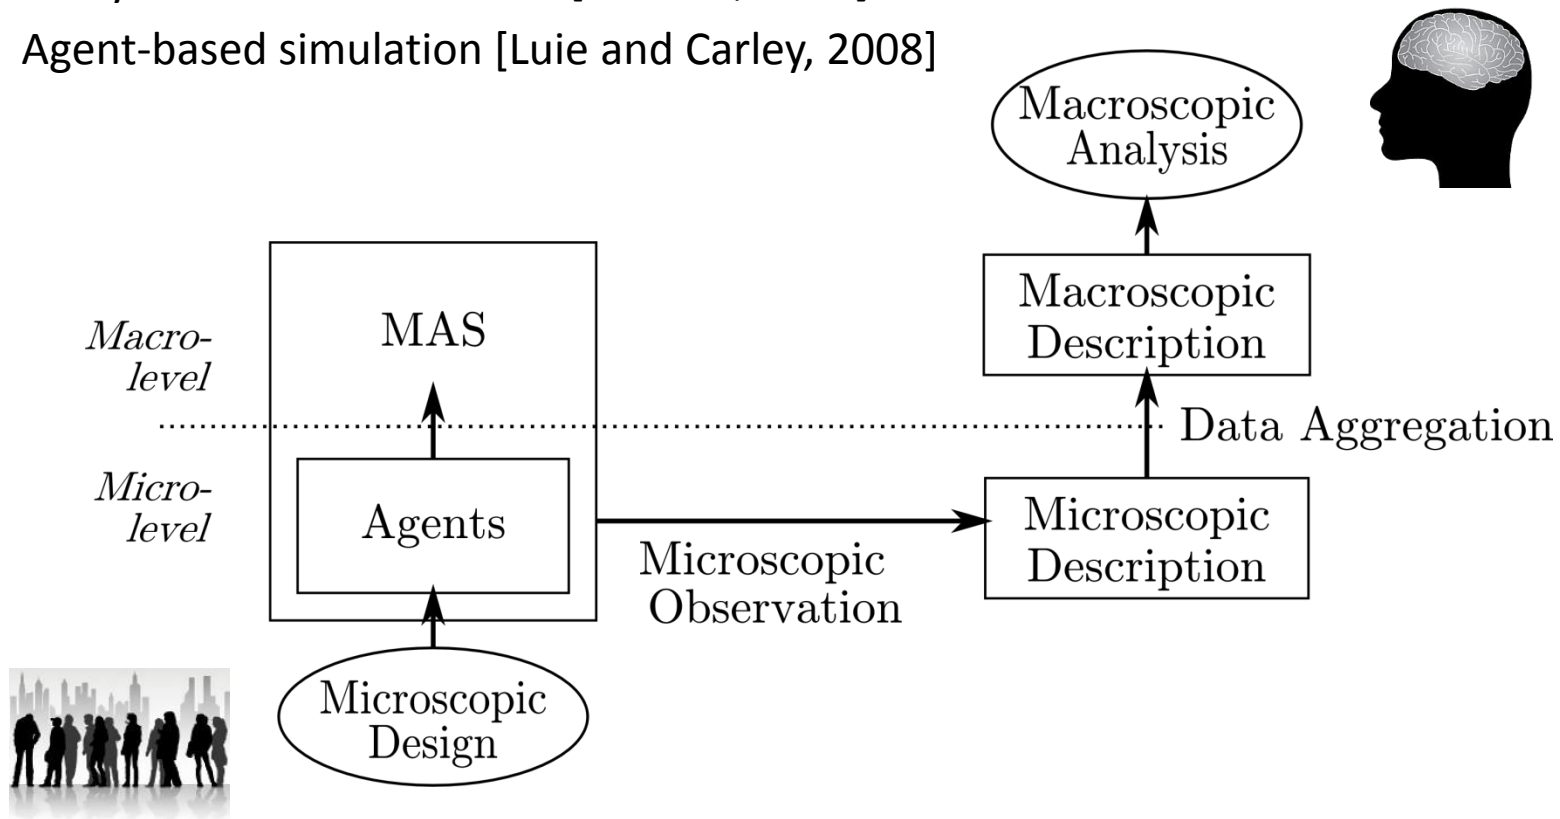 Agent-based simulation [Luie and Carley, 2008]
Macroscopic
Analysis
Macroscopic
Description
MAS
Macro-
level
Data Aggregation
Micro-
level
Agents
Microscopic
Description
Microscopic
Observation
Microscopic
Design